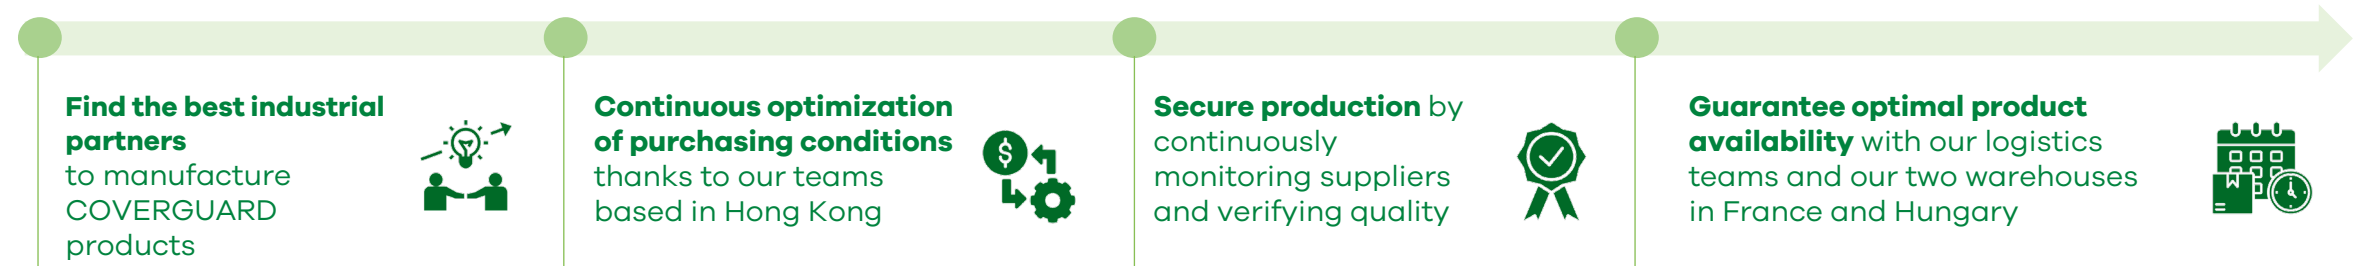 Find the best industrial
partners
to manufacture
COVERGUARD
products
Continuous optimization
of purchasing conditions
thanks to our teams
based in Hong Kong
$
Secure production by
continuously
monitoring suppliers
and verifying quality
Guarantee optimal product
availability with our logistics
teams and our two warehouses
in France and Hungary